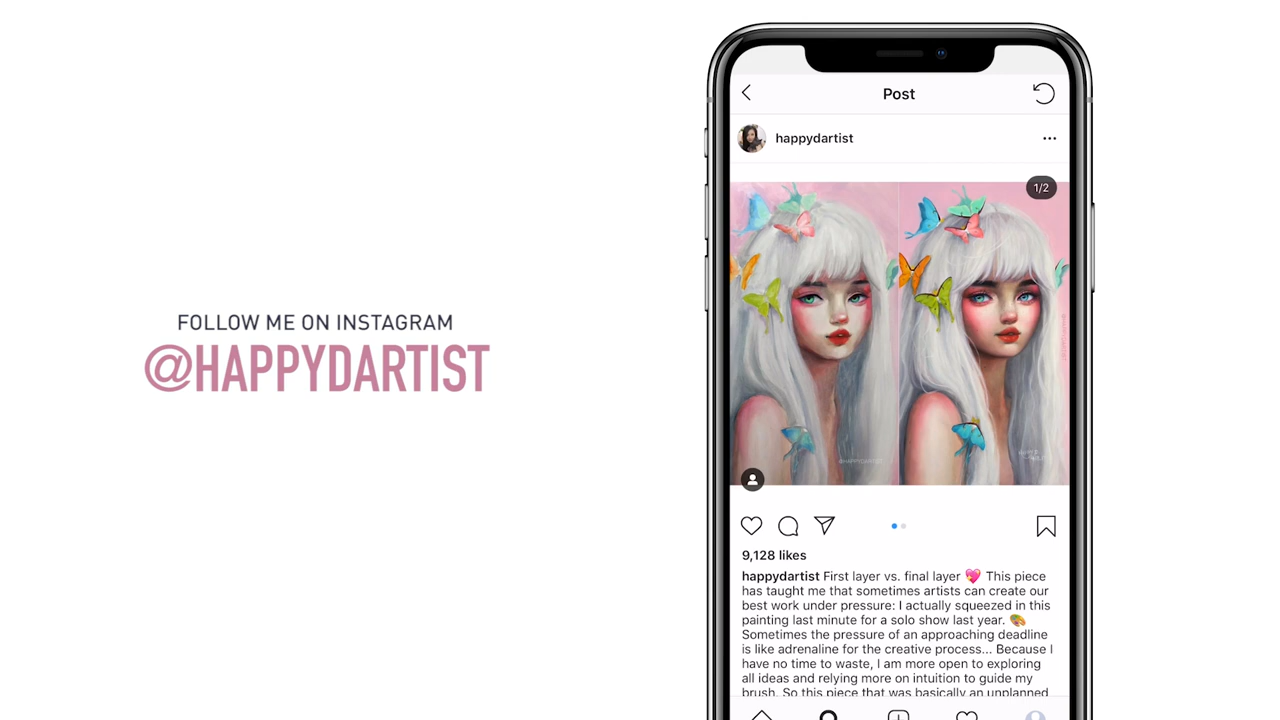 FOLLOW ME ON INSTAGRAM
@HAPPYDARTIST
Post
happydartist
1/2
@HAPPYDARTIST
9,128 likes
happydartist First layer vs. final layer 💖 This piece
has taught me that sometimes artists can create our
best work under pressure: I actually squeezed in this
painting last minute for a solo show last year. 🎨
Sometimes the pressure of an approaching deadline
is like adrenaline for the creative process... Because I
have no time to waste, I am more open to exploring
all ideas and relying more on intuition to guide my
brush. So this piece that was basically an unplanned